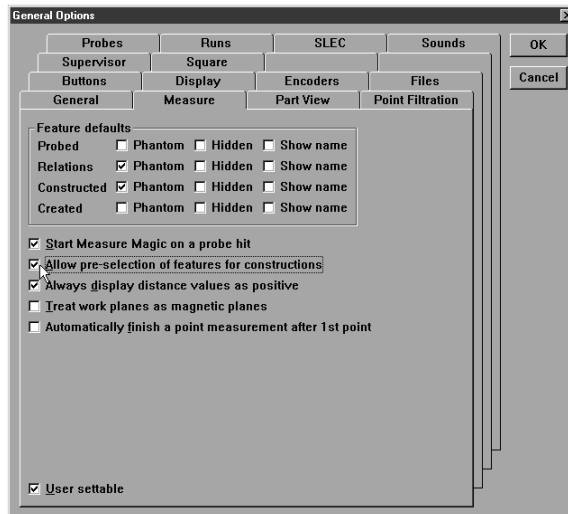 General Options
Probes Runs SLEC Sounds
Supervisor Square
Buttons Display Encoders Files
General Measure Part View Point Filtration
OK
Cancel
Feature defaults
Probed Phantom Hidden Show name
Relations Phantom Hidden Show name
Constructed Phantom Hidden Show name
Created Phantom Hidden Show name
Start Measure Magic on a probe hit
Allow pre-selection of features for constructions
Always display distance values as positive
Treat work planes as magnetic planes
Automatically finish a point measurement after 1st point
User settable